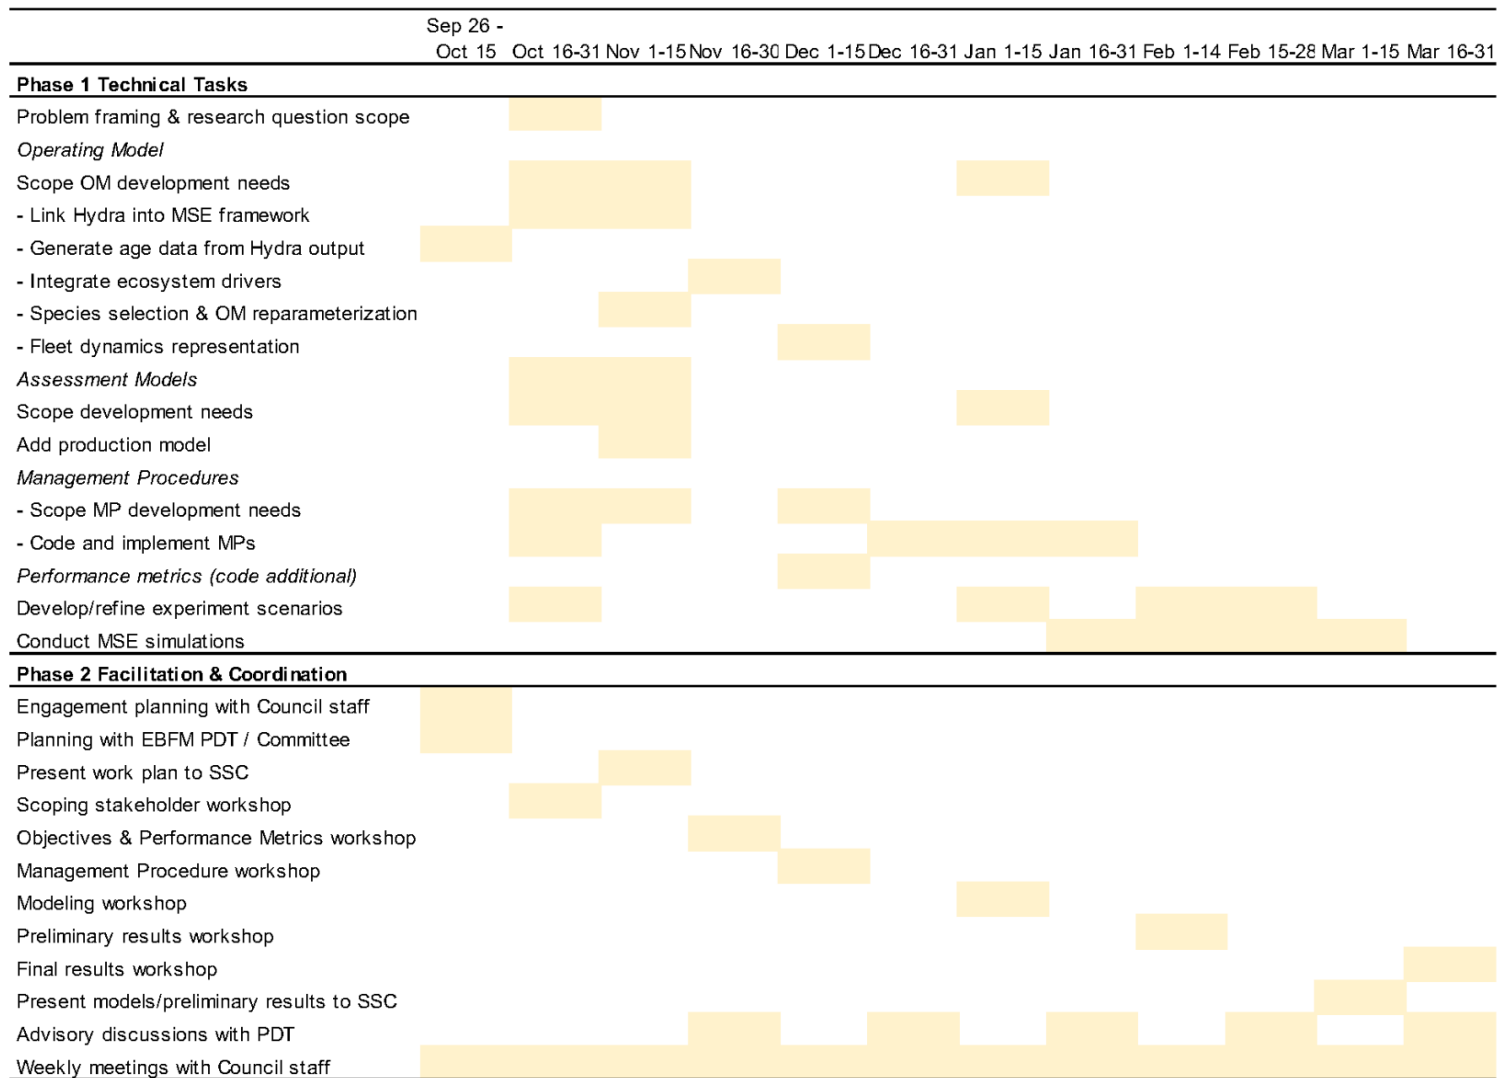 Sep 26 -
Oct 15 Oct 16-31 Nov 1-15 Nov 16-30 Dec 1-15 Dec 16-31 Jan 1-15 Jan 16-31 Feb 1-14 Feb 15-28 Mar 1-15 Mar 16-31
Phase 1 Technical Tasks
Problem framing & research question scope
Operating Model
Scope OM development needs
- Link Hydra into MSE framework
- Generate age data from Hydra output
- Integrate ecosystem drivers
- Species selection & OM reparameterization
- Fleet dynamics representation
Assessment Models
Scope development needs
Add production model
Management Procedures
- Scope MP development needs
- Code and implement MPs
Performance metrics (code additional)
Develop/refine experiment scenarios
Conduct MSE simulations
Phase 2 Facilitation & Coordination
Engagement planning with Council staff
Planning with EBFM PDT / Committee
Present work plan to SSC
Scoping stakeholder workshop
Objectives & Performance Metrics workshop
Management Procedure workshop
Modeling workshop
Preliminary results workshop
Final results workshop
Present models/preliminary results to SSC
Advisory discussions with PDT
Weekly meetings with Council staff